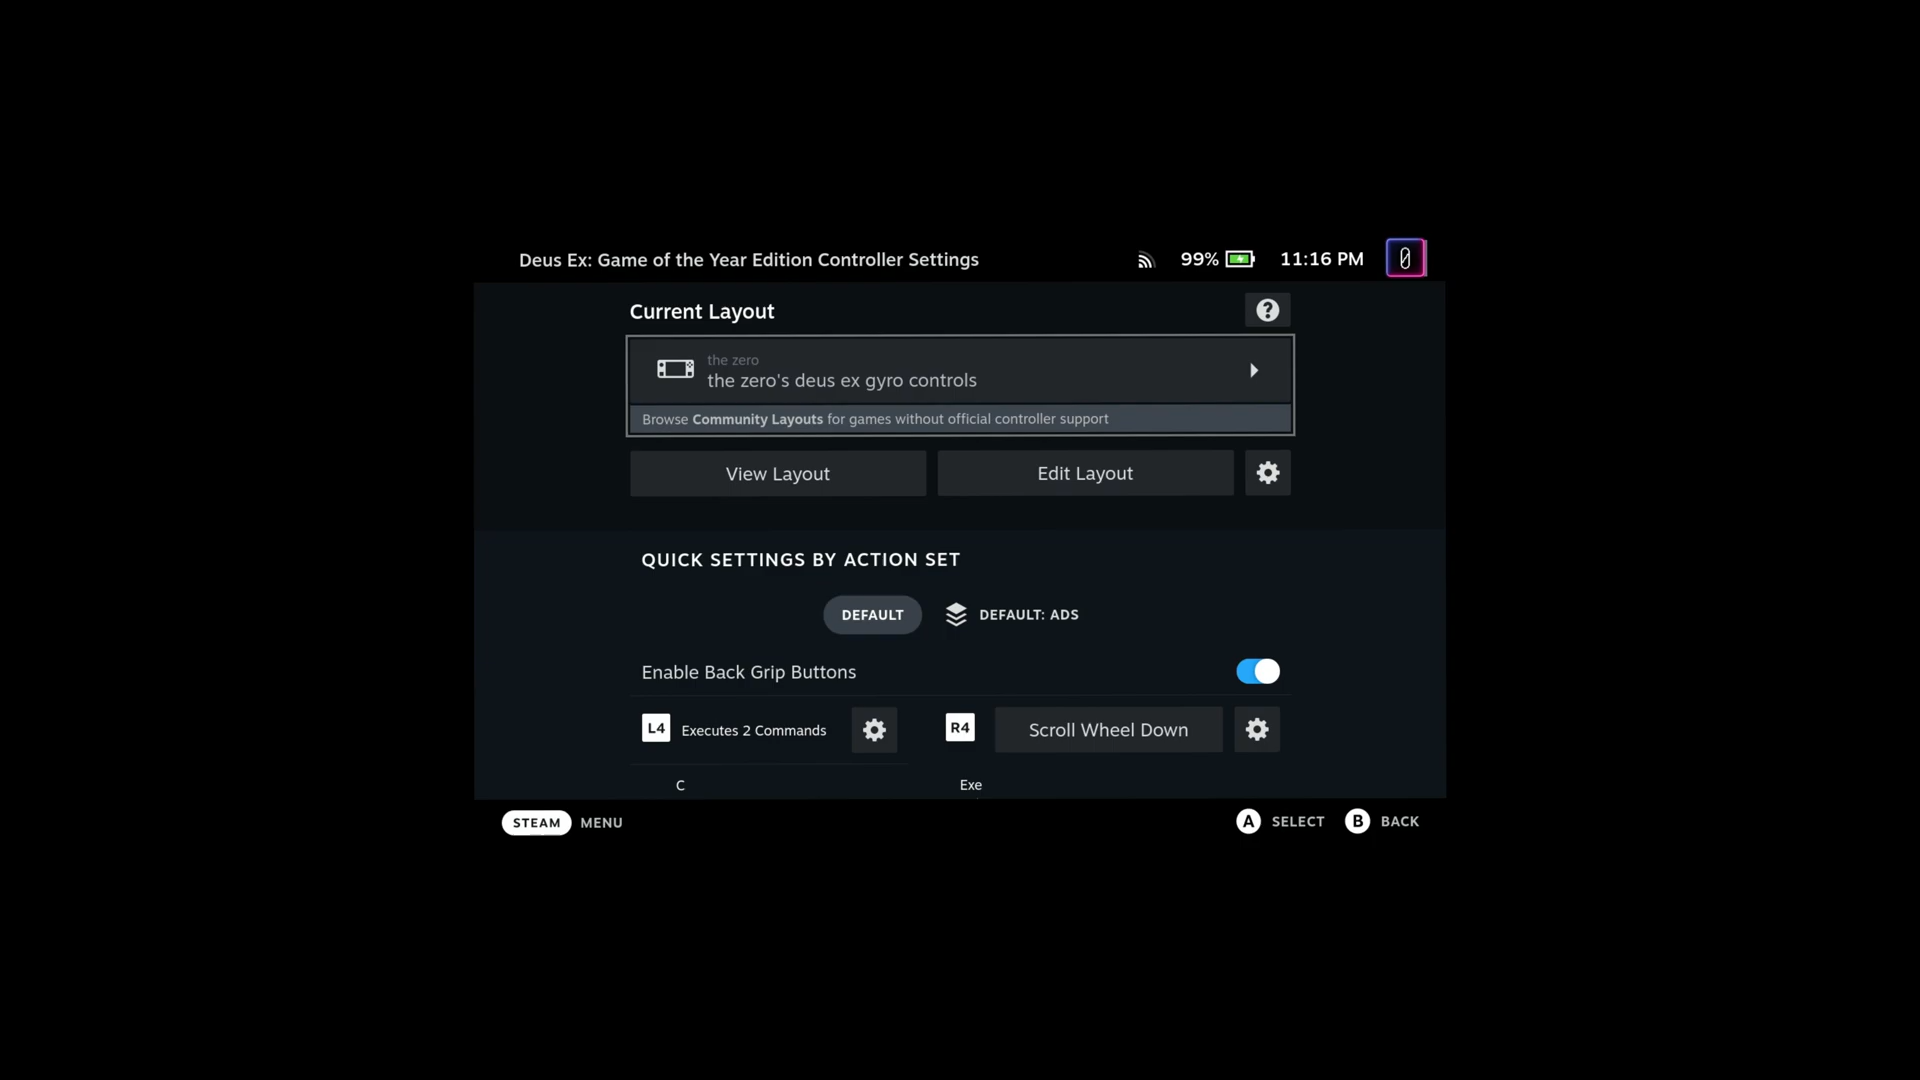 Deus Ex: Game of the Year Edition Controller Settings
99%
11:16 PM
Current Layout
the zero
the zero's deus ex gyro controls
Browse Community Layouts for games without official controller support
View Layout
Edit Layout
QUICK SETTINGS BY ACTION SET
DEFAULT
DEFAULT: ADS
Enable Back Grip Buttons
L4
Executes 2 Commands
R4
Scroll Wheel Down
C
Exe
STEAM
MENU
A
SELECT
B
BACK